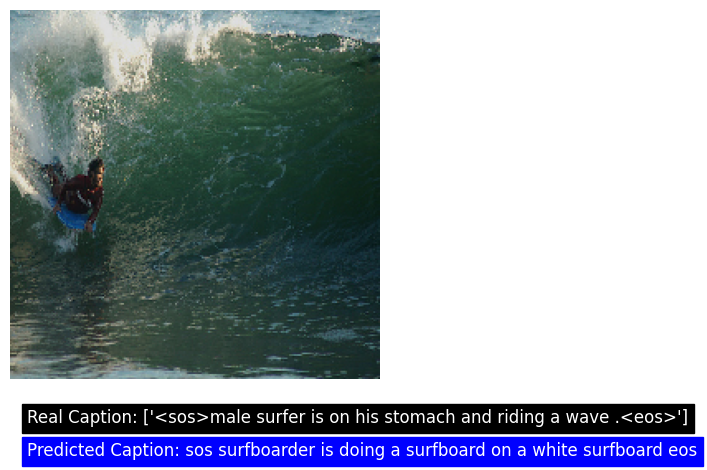 Real Caption: ['<sos>male surfer is on his stomach and riding a wave .<eos>']
Predicted Caption: sos surfboarder is doing a surfboard on a white surfboard eos